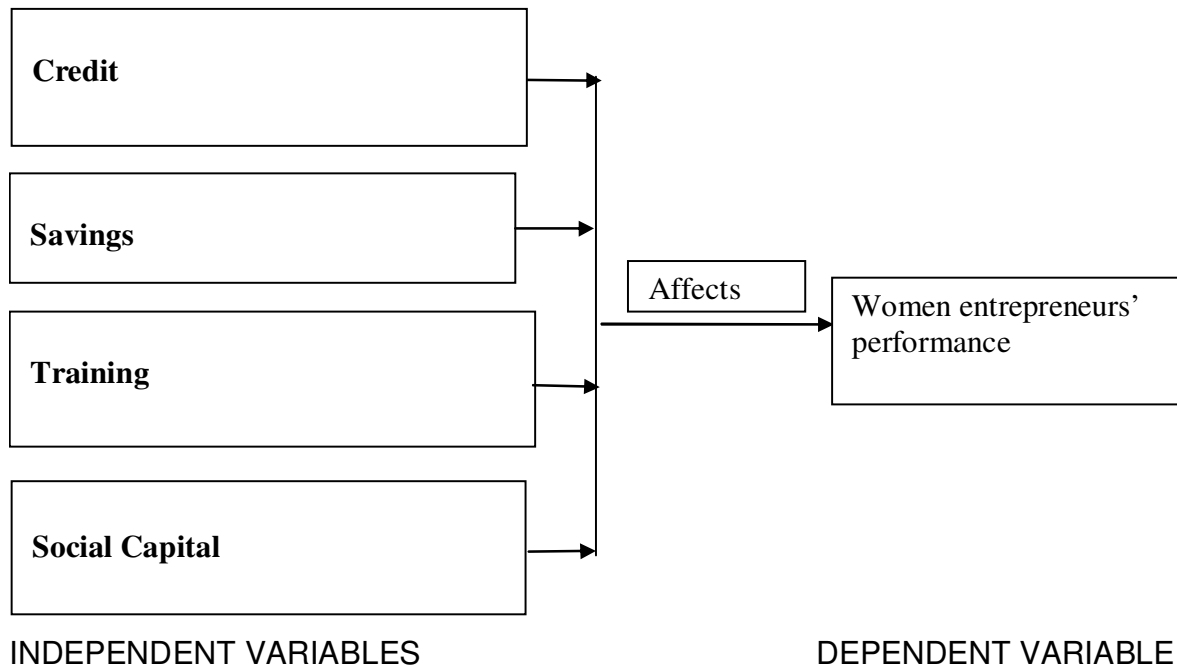 Credit
Savings
Training
Social Capital
Affects
Women entrepreneurs’
performance
INDEPENDENT VARIABLES
DEPENDENT VARIABLE